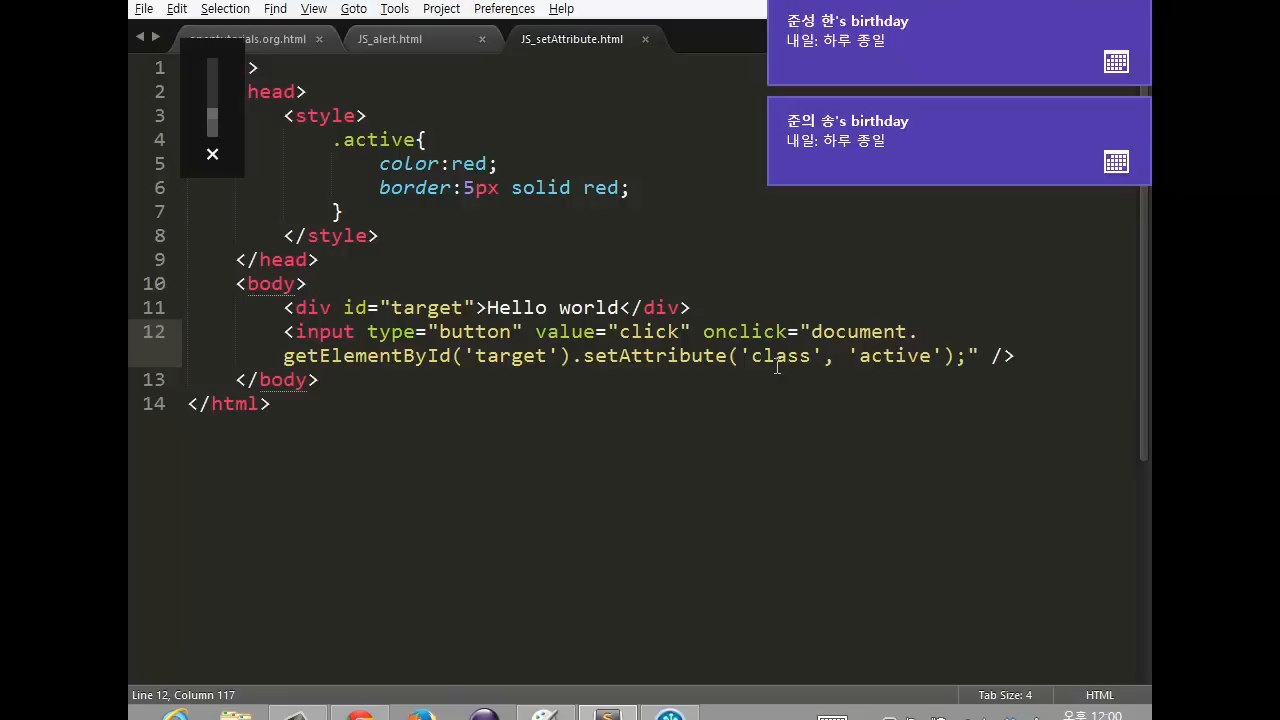 File Edit Selection Find View Goto Tools Project Preferences Help
준성 한's birthday
내일: 하루 종일
준의 송's birthday
내일: 하루 종일
JS_alert.html × JS_setAttribute.html ×
1 >
2 head>
3 <style>
4 .active{
5 color:red;
6 border:5px solid red;
7 }
8 </style>
9 </head>
10 <body>
11 <div id="target">Hello world</div>
12 <input type="button" value="click" onclick="document.
getElementById('target').setAttribute('class', 'active');" />
13 </body>
14 </html>
Line 12, Column 117
Tab Size: 4
HTML
오후 12:00